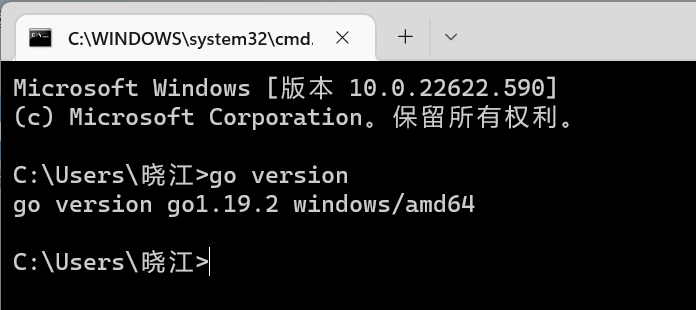 C:\WINDOWS\system32\cmd.
Microsoft Windows [版本 10.0.22622.590]
(c) Microsoft Corporation。保留所有权利。
C:\Users\晓江>go version
go version go1.19.2 windows/amd64
C:\Users\晓江>